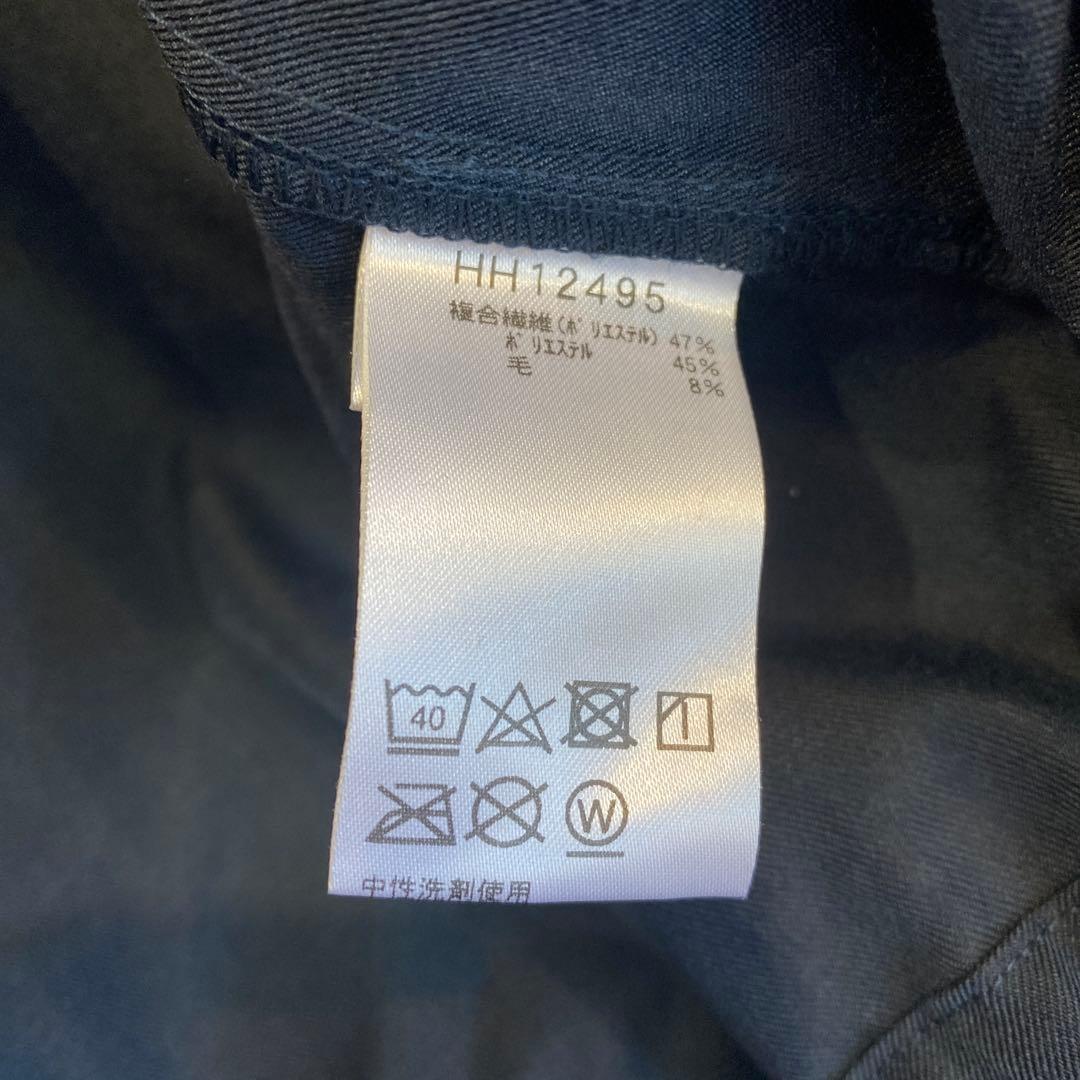 HH12495
複合繊維(ポリエステル) 47%
ポリエステル 45%
毛 8%
40
W
中性洗剤使用